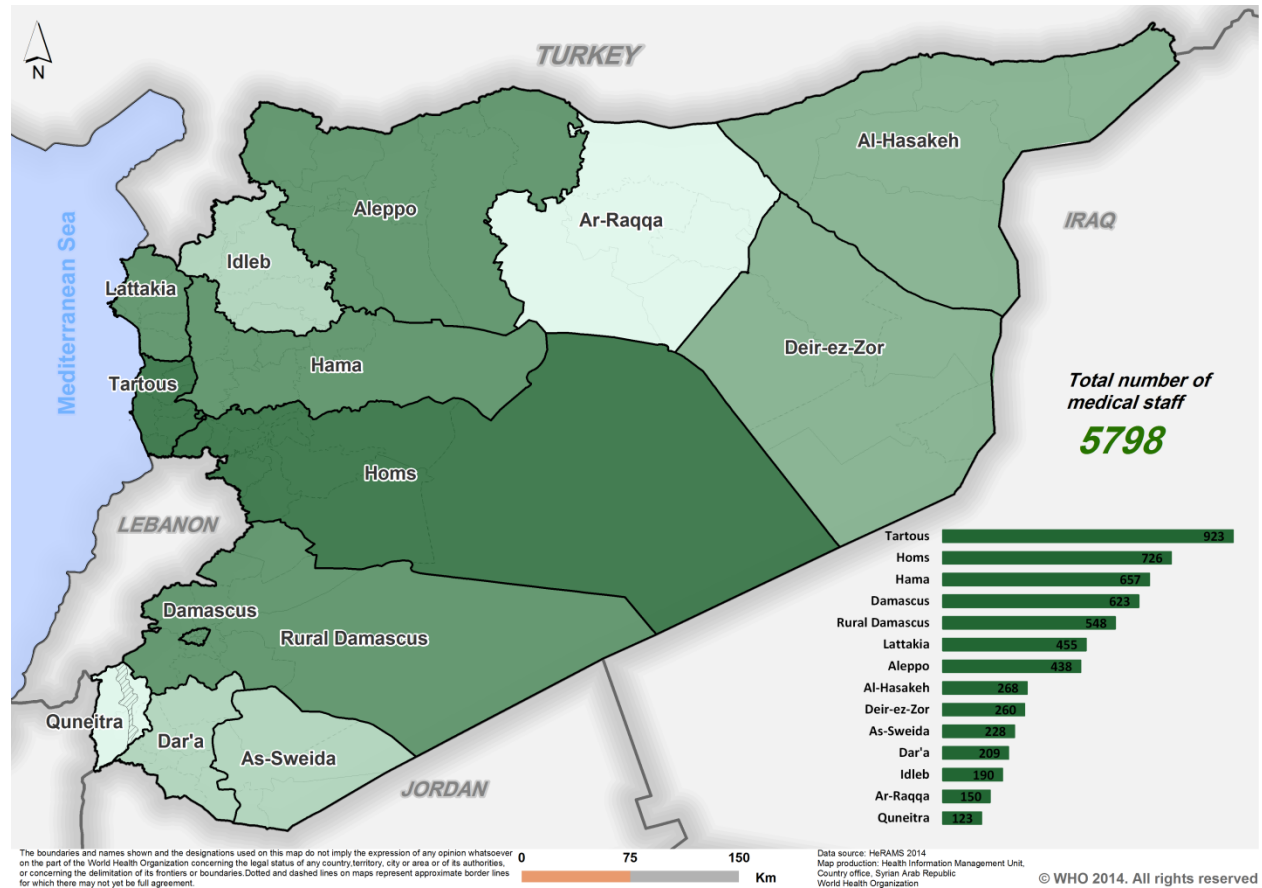 N
TURKEY
Al-Hasakeh
Aleppo
Ar-Raqqa
IRAQ
Mediterranean Sea
Idleb
Lattakia
Deir-ez-Zor
Hama
Tartous
Total number of
medical staff
5798
Homs
LEBANON
Damascus
Rural Damascus
Quneitra
Dar'a
As-Sweida
JORDAN
Tartous 923
Homs 726
Hama 657
Damascus 623
Rural Damascus 548
Lattakia 455
Aleppo 438
Al-Hasakeh 268
Deir-ez-Zor 260
As-Sweida 228
Dar'a 209
Idleb 190
Ar-Raqqa 150
Quneitra 123
The boundaries and names shown and the designations used on this map do not imply the expression of any opinion whatsoever
on the part of the World Health Organization concerning the legal status of any country,territory, city or area or of its authorities,
or concerning the delimitation of its frontiers or boundaries.Dotted and dashed lines on maps represent approximate border lines
for which there may not yet be full agreement.
0 75 150
Km
Data source: HeRAMS 2014
Map production: Health Information Management Unit,
Country office, Syrian Arab Republic
World Health Organization
© WHO 2014. All rights reserved